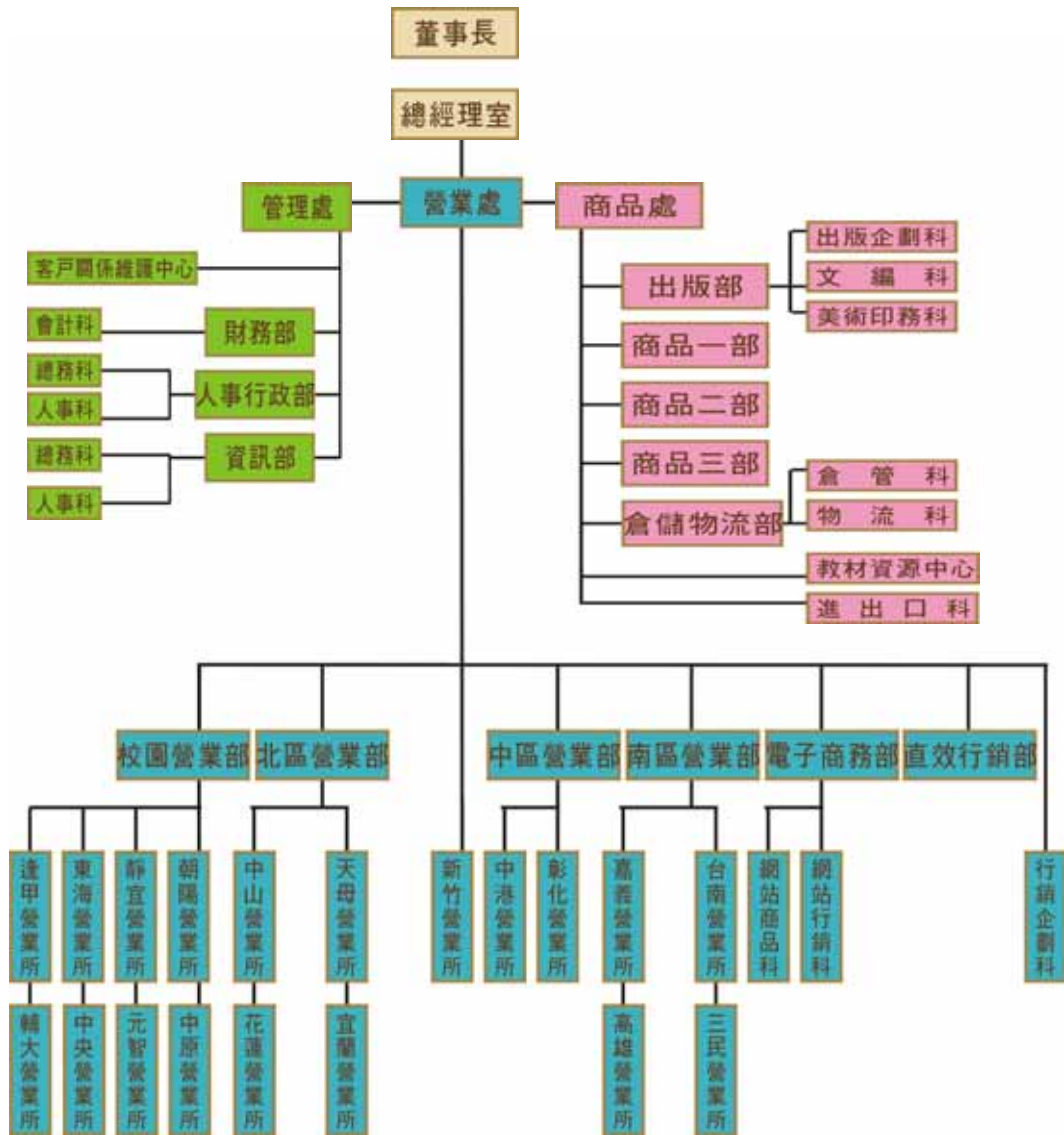 董事長
總經理室
管理處
營業處
商品處
客戶關係維護中心
會計科
財務部
總務科
人事行政部
人事科
總務科
資訊部
人事科
出版部
出版企劃科
文編科
美術印務科
商品一部
商品二部
商品三部
倉儲物流部
倉管科
物流科
教材資源中心
進出口科
校園營業部
北區營業部
中區營業部
南區營業部
電子商務部
直效行銷部
逢甲營業所
東海營業所
靜宜營業所
朝陽營業所
中山營業所
天母營業所
新竹營業所
中港營業所
彰化營業所
嘉義營業所
台南營業所
網站商品科
網站行銷科
行銷企劃科
輔大營業所
中央營業所
元智營業所
中原營業所
花蓮營業所
宜蘭營業所
高雄營業所
三民營業所